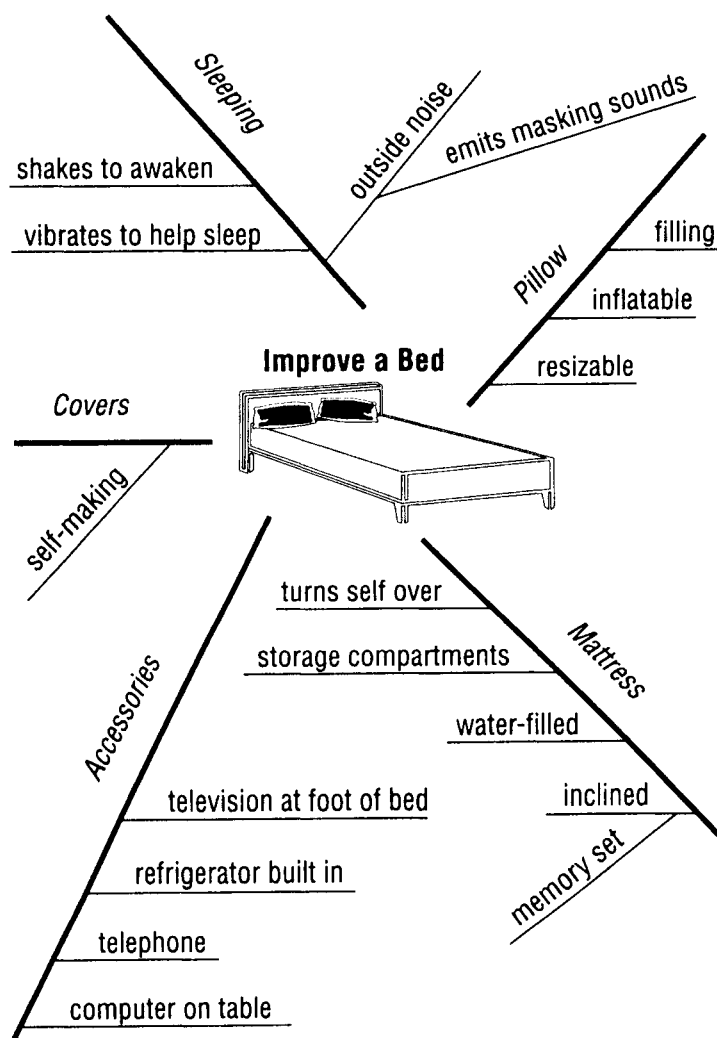 Sleeping
shakes to awaken
vibrates to help sleep
outside noise
emits masking sounds
Pillow
filling
inflatable
resizable
Improve a Bed
Covers
self-making
Accessories
television at foot of bed
refrigerator built in
telephone
computer on table
Mattress
turns self over
storage compartments
water-filled
inclined
memory set